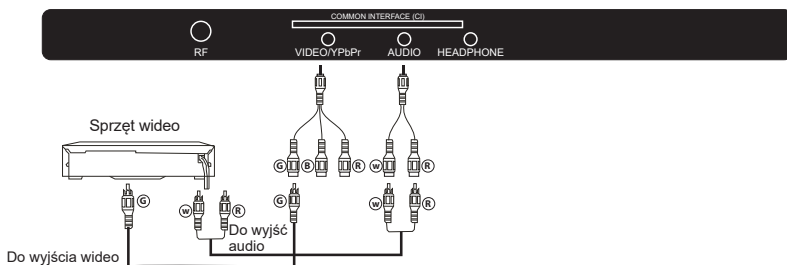 COMMON INTERFACE (CI)
RF
VIDEO/YPbPr
AUDIO
HEADPHONE
Sprzęt wideo
G B R
w R
G
w R
G
w R
Do wyjść
audio
Do wyjścia wideo